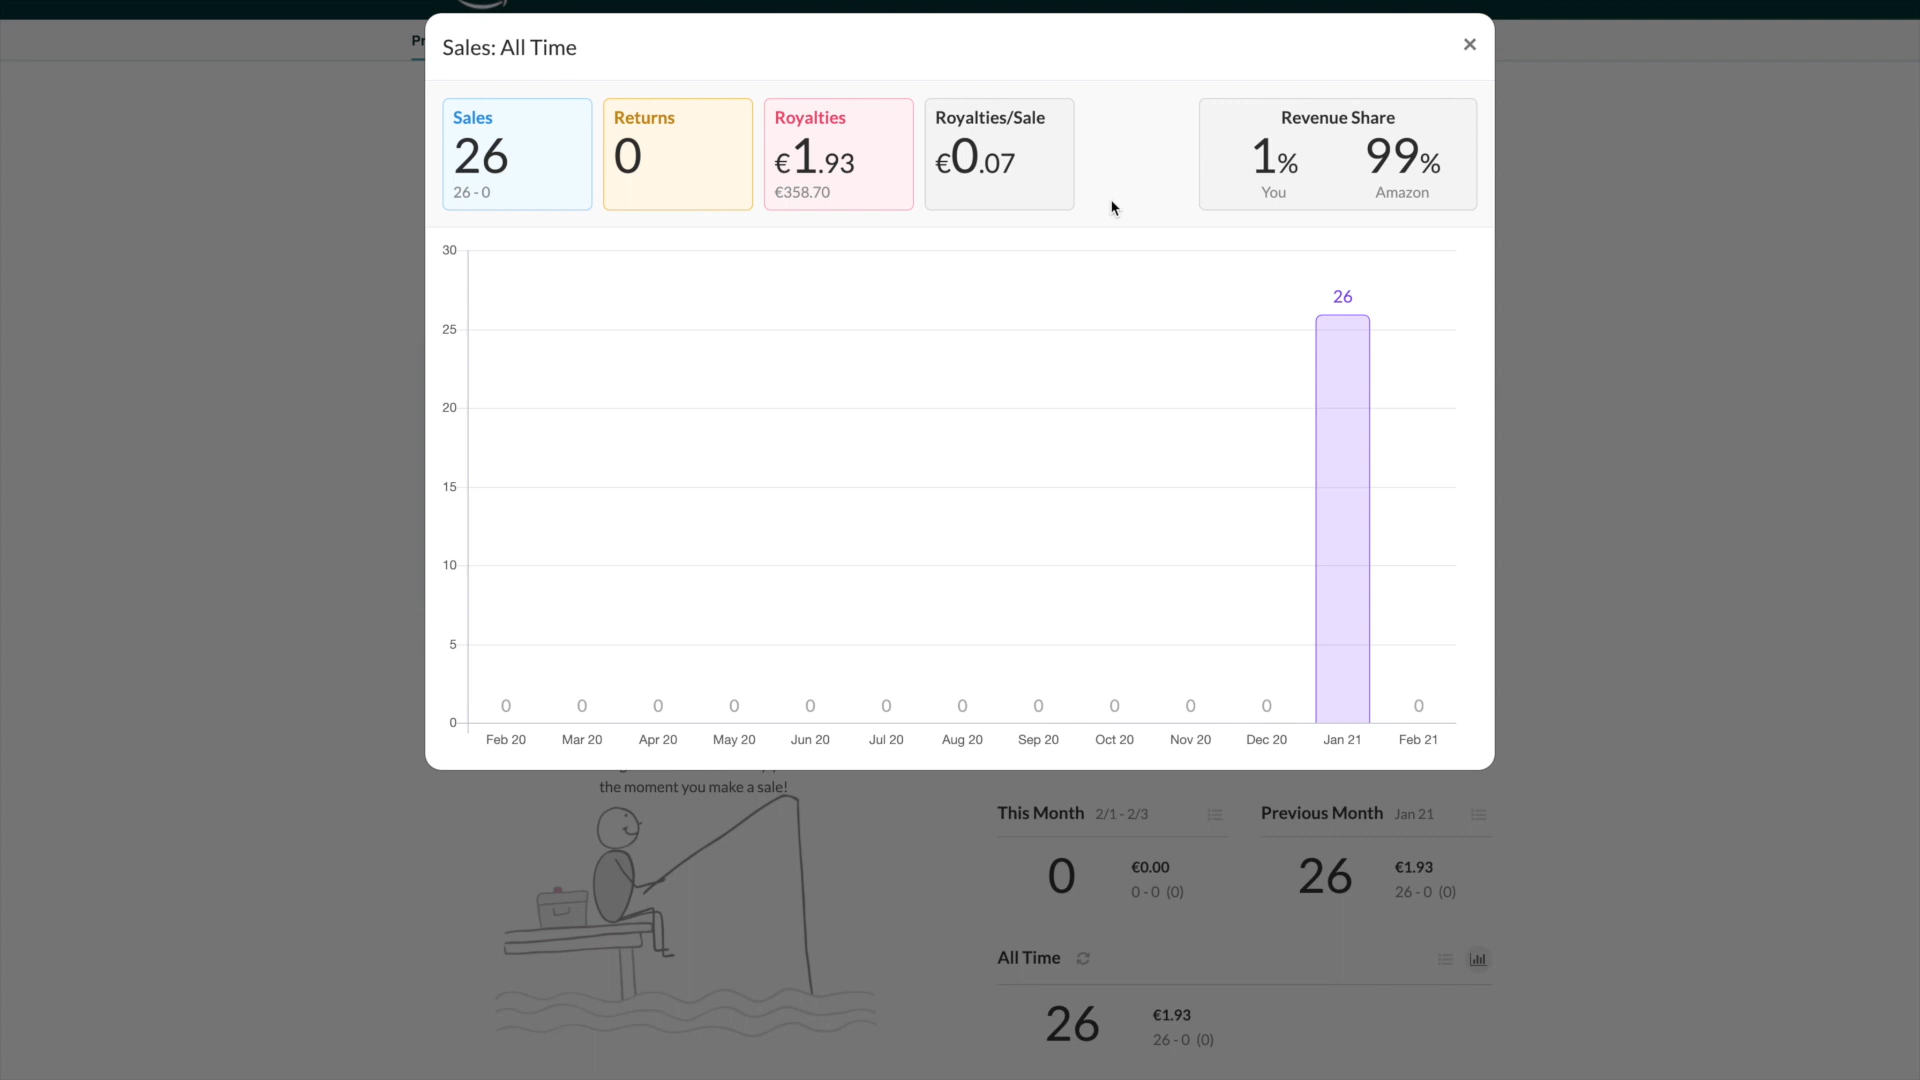 Pr
Sales: All Time
×
Sales
26
26 - 0
Returns
0
Royalties
€1.93
€358.70
Royalties/Sale
€0.07
Revenue Share
1% 99%
You Amazon
30
26
25
20
15
10
5
0 0 0 0 0 0 0 0 0 0 0 0
0
Feb 20 Mar 20 Apr 20 May 20 Jun 20 Jul 20 Aug 20 Sep 20 Oct 20 Nov 20 Dec 20 Jan 21 Feb 21
the moment you make a sale!
This Month 2/1 - 2/3
0
€0.00
0 - 0 (0)
Previous Month Jan 21
26
€1.93
26 - 0 (0)
All Time
26
€1.93
26 - 0 (0)